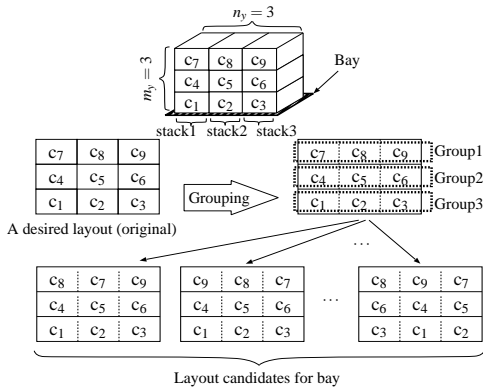 n_y = 3
m_y = 3
c7 c8 c9
c4 c5 c6
c1 c2 c3
Bay
stack1 stack2 stack3
c7 c8 c9
c4 c5 c6
c1 c2 c3
A desired layout (original)
Grouping
c7 c8 c9 Group1
c4 c5 c6 Group2
c1 c2 c3 Group3
...
c8 c7 c9
c4 c5 c6
c1 c2 c3
c9 c8 c7
c4 c5 c6
c1 c2 c3
...
c8 c9 c7
c6 c4 c5
c3 c1 c2
Layout candidates for bay